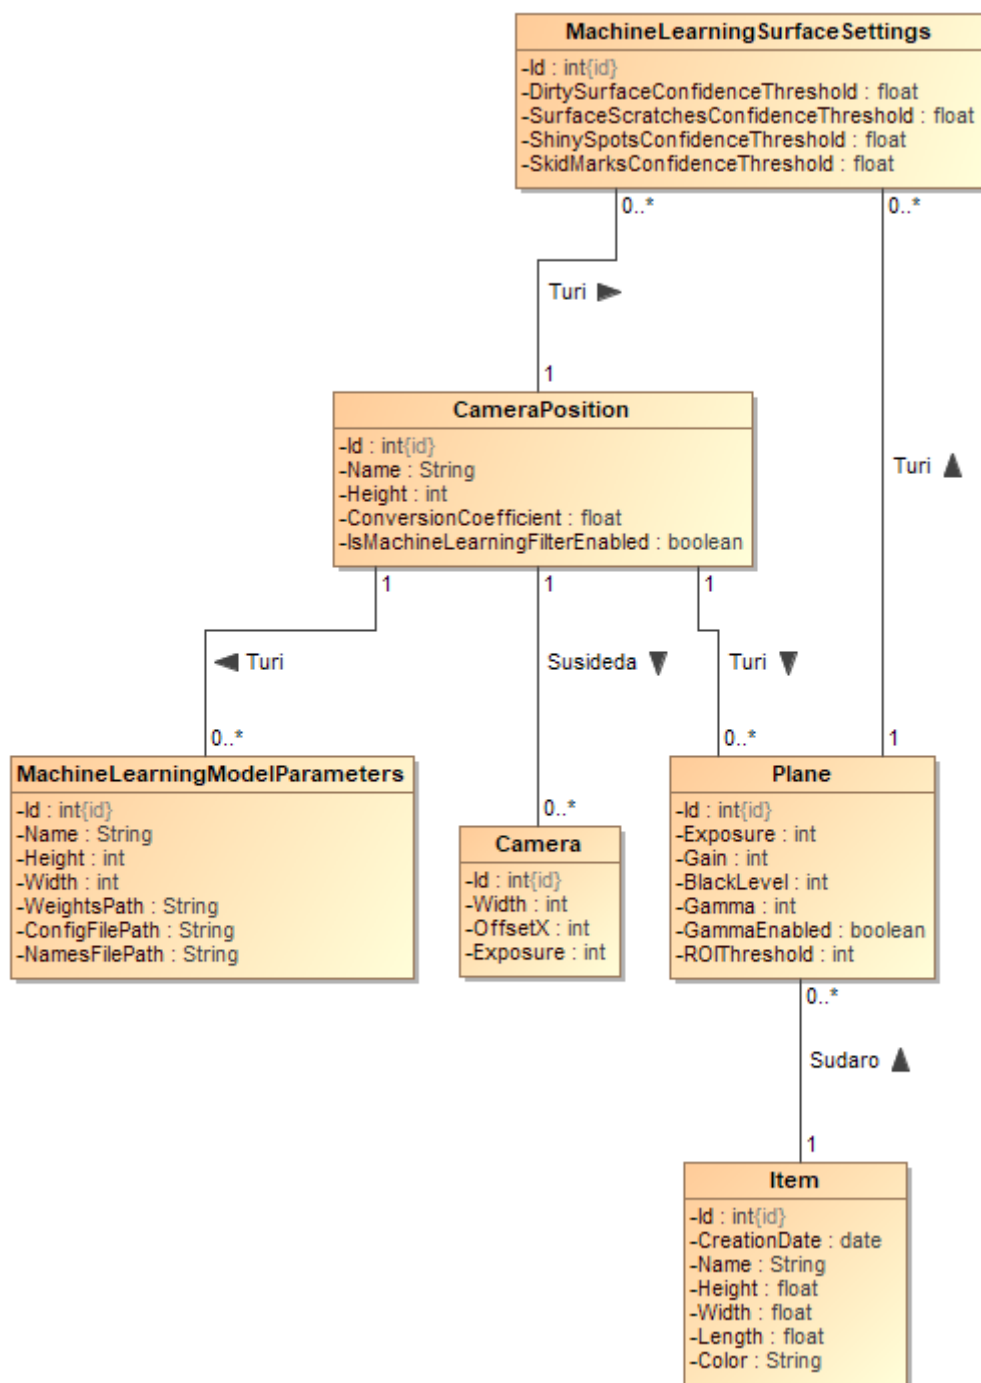 MachineLearningSurfaceSettings
-Id : int{id}
-DirtySurfaceConfidenceThreshold : float
-SurfaceScratchesConfidenceThreshold : float
-ShinySpotsConfidenceThreshold : float
-SkidMarksConfidenceThreshold : float
0..*
0..*
Turi
1
CameraPosition
-Id : int{id}
-Name : String
-Height : int
-ConversionCoefficient : float
-IsMachineLearningFilterEnabled : boolean
Turi
1
1
1
Turi
Susideda
Turi
0..*
0..*
1
MachineLearningModelParameters
-Id : int{id}
-Name : String
-Height : int
-Width : int
-WeightsPath : String
-ConfigFilePath : String
-NamesFilePath : String
0..*
Camera
-Id : int{id}
-Width : int
-OffsetX : int
-Exposure : int
Plane
-Id : int{id}
-Exposure : int
-Gain : int
-BlackLevel : int
-Gamma : int
-GammaEnabled : boolean
-ROIThreshold : int
0..*
Sudaro
1
Item
-Id : int{id}
-CreationDate : date
-Name : String
-Height : float
-Width : float
-Length : float
-Color : String